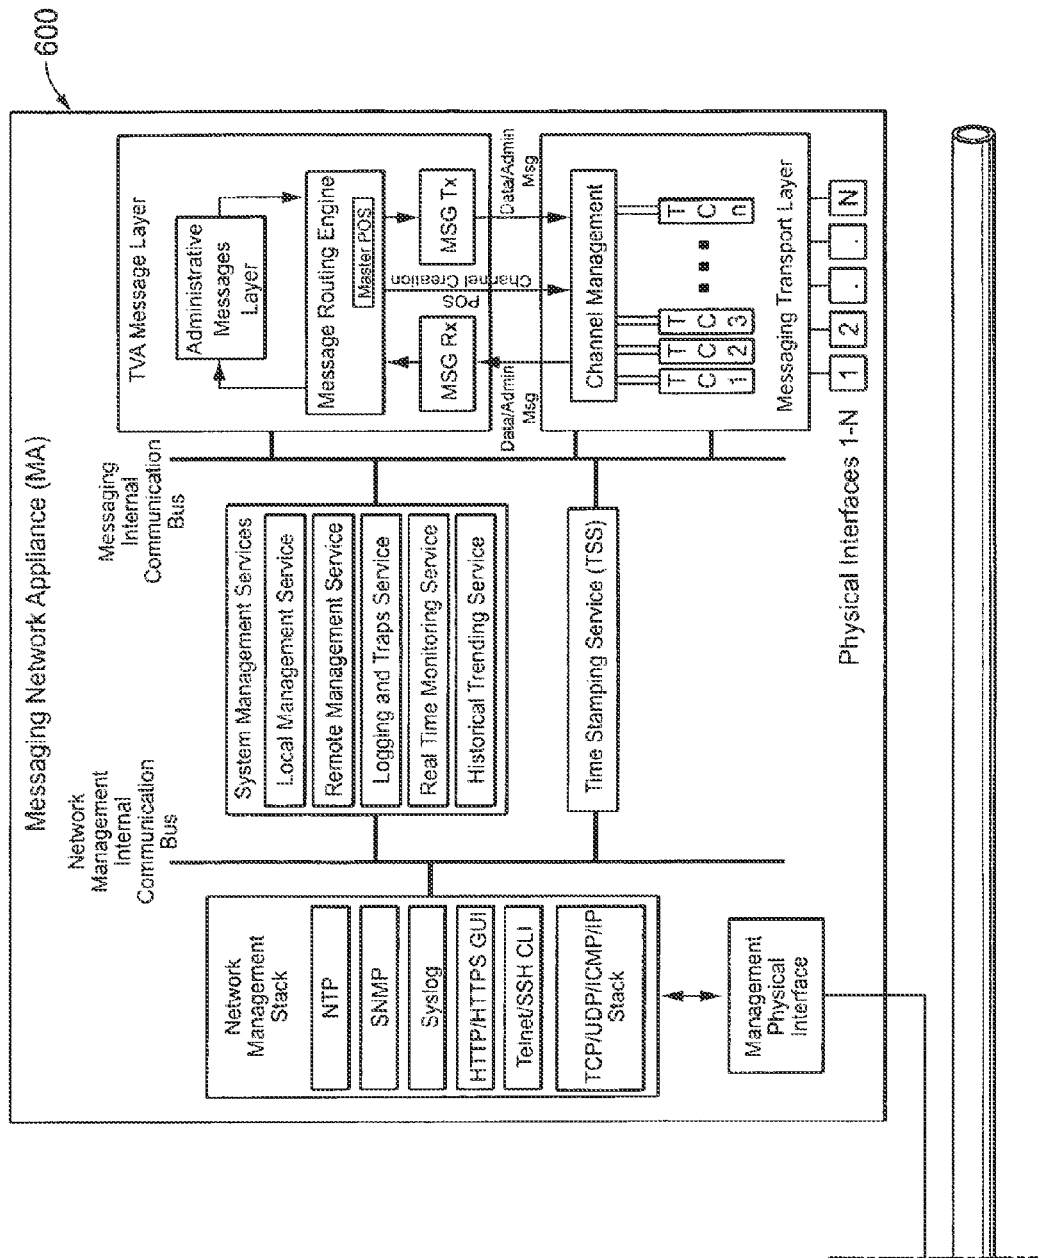 600
Messaging Network Appliance (MA)
Network
Management
Internal
Communication
Bus
Messaging
Internal
Communication
Bus
Network
Management
Stack
NTP
SNMP
Syslog
HTTP/HTTPS GUI
Telnet/SSH CLI
TCP/UDP/ICMP/IP
Stack
Management
Physical
Interface
System Management Services
Local Management Service
Remote Management Service
Logging and Traps Service
Real Time Monitoring Service
Historical Trending Service
Time Stamping Service (TSS)
TVA Message Layer
Administrative
Messages
Layer
Message Routing Engine
Master POS
MSG Rx
MSG Tx
POS
Channel Creation
Data/Admin
Msg
Data/Admin
Msg
Channel Management
T C 1
T C 2
T C 3
T C n
Messaging Transport Layer
1 2 . . N
Physical Interfaces 1-N